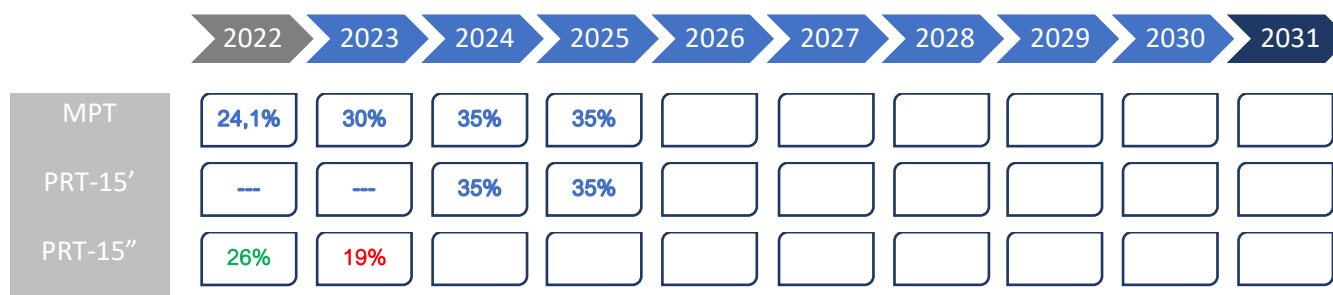 2022 2023 2024 2025 2026 2027 2028 2029 2030 2031
MPT 24,1% 30% 35% 35%
PRT-15’ --- --- 35% 35%
PRT-15” 26% 19%